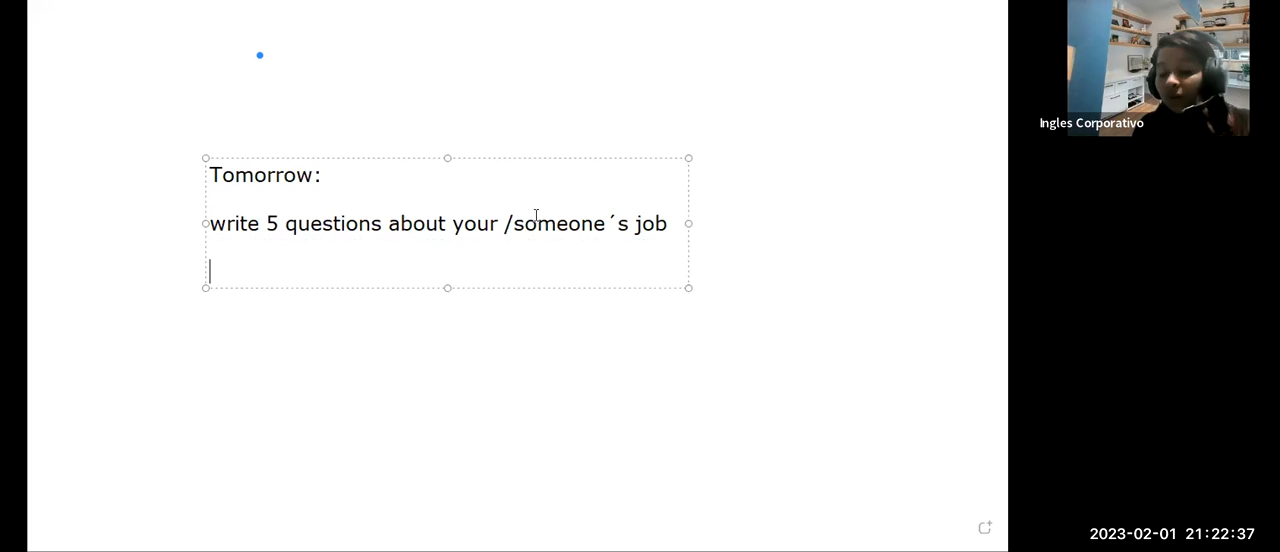 Tomorrow:
write 5 questions about your /someone´s job
Ingles Corporativo
2023-02-01 21:22:37